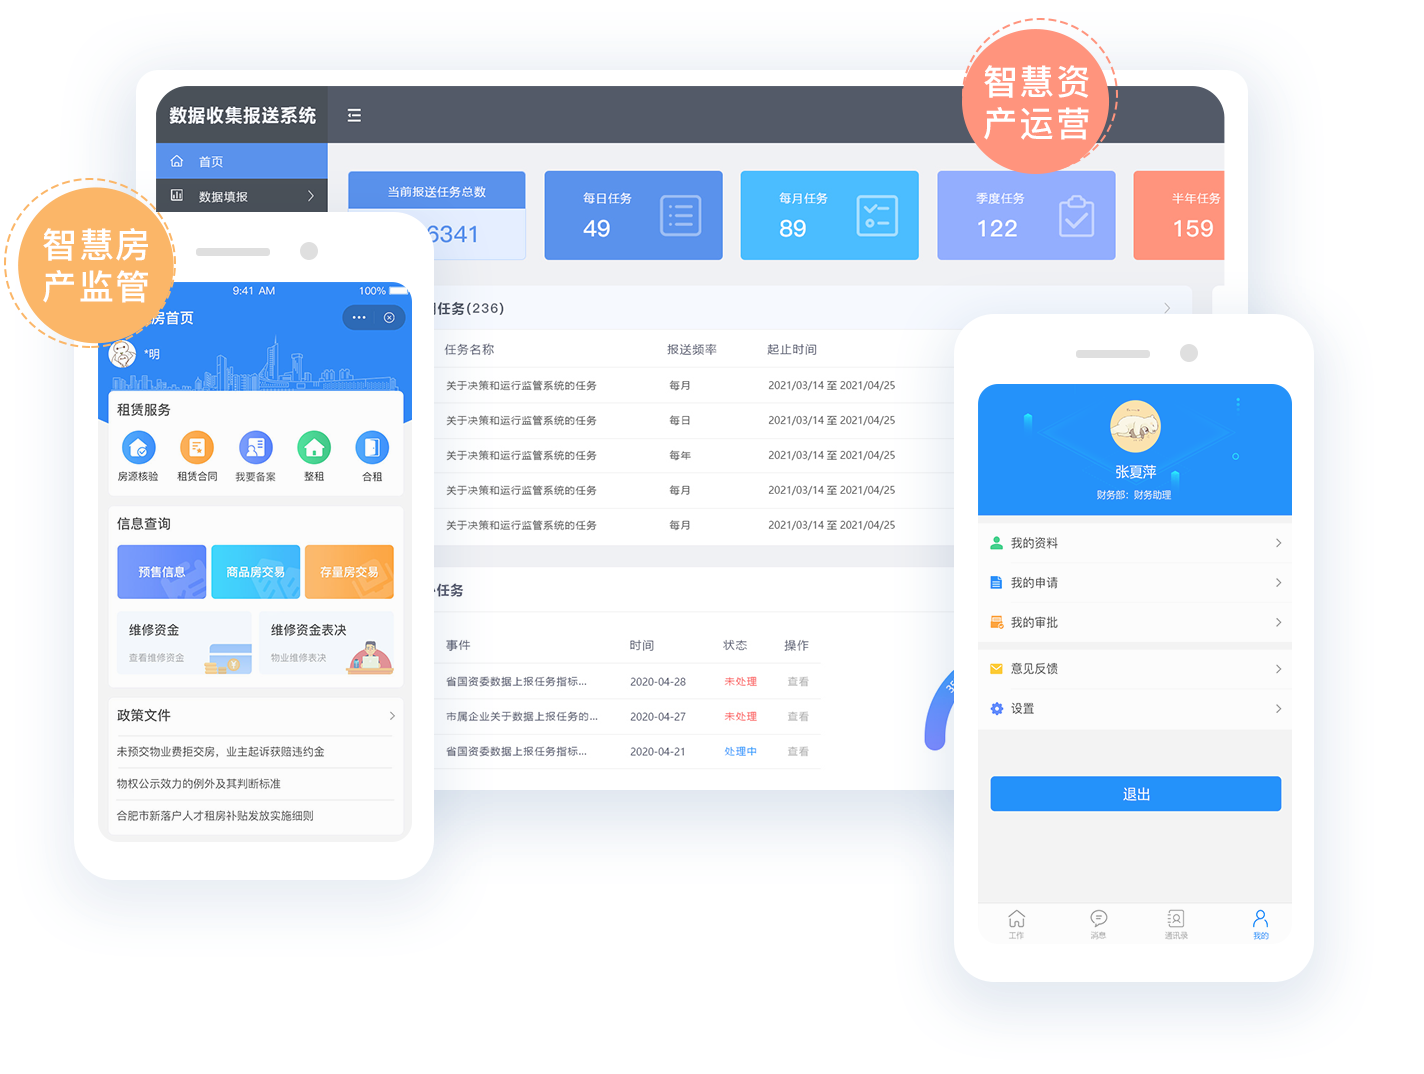 智慧资
产运营
数据收集报送系统
首页
数据填报
当前报送任务总数
6341
每日任务
49
每月任务
89
季度任务
122
半年任务
159
任务(236)
任务名称 报送频率 起止时间
关于决策和运行监管系统的任务 每月 2021/03/14 至 2021/04/25
关于决策和运行监管系统的任务 每日 2021/03/14 至 2021/04/25
关于决策和运行监管系统的任务 每年 2021/03/14 至 2021/04/25
关于决策和运行监管系统的任务 每月 2021/03/14 至 2021/04/25
关于决策和运行监管系统的任务 每月 2021/03/14 至 2021/04/25
任务
事件 时间 状态 操作
省国资委数据上报任务指标... 2020-04-28 未处理 查看
市属企业关于数据上报任务的... 2020-04-27 未处理 查看
省国资委数据上报任务指标... 2020-04-21 处理中 查看
智慧房
产监管
9:41 AM 100%
房首页
*明
租赁服务
房源核验 租赁合同 我要备案 整租 合租
信息查询
预售信息 商品房交易 存量房交易
维修资金 维修资金表决
查看维修资金 物业维修表决
政策文件
未预交物业费拒交房，业主起诉获赔违约金
物权公示效力的例外及其判断标准
合肥市新落户人才租房补贴发放实施细则
张夏萍
财务部：财务助理
我的资料
我的申请
我的审批
意见反馈
设置
退出
工作 消息 通讯录 我的